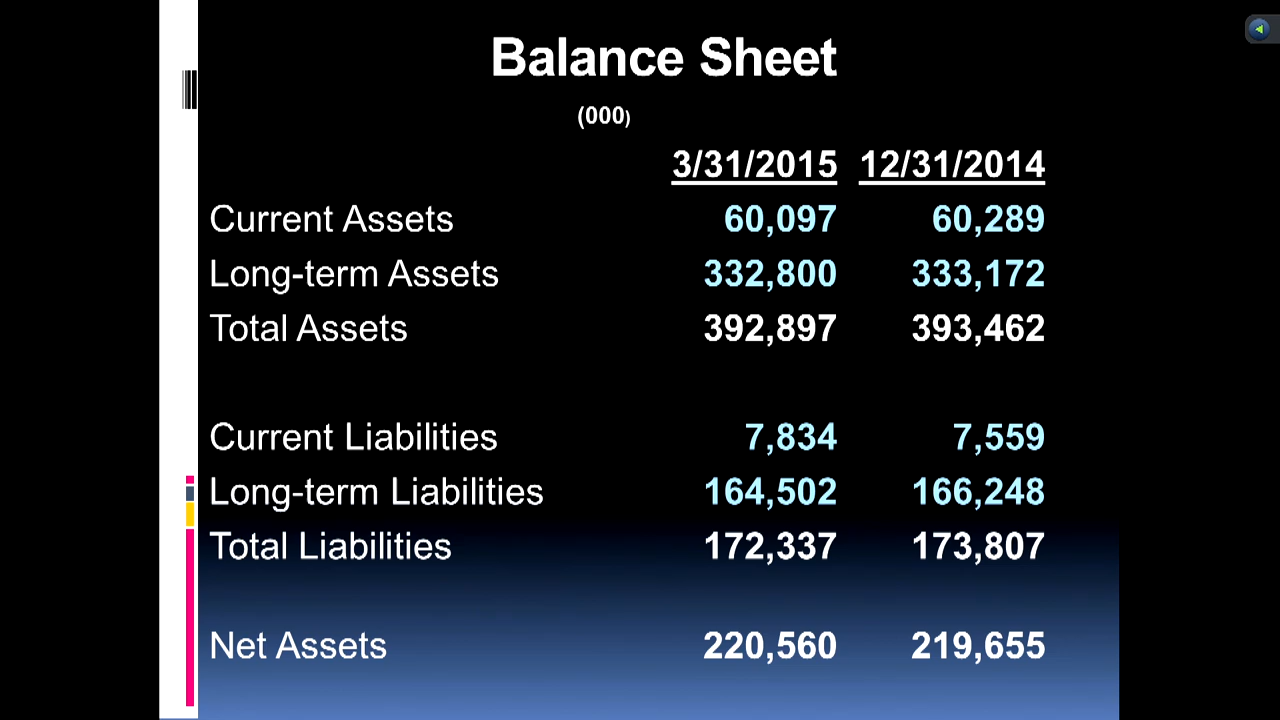 Balance Sheet
(000)
3/31/2015 12/31/2014
Current Assets 60,097 60,289
Long-term Assets 332,800 333,172
Total Assets 392,897 393,462
Current Liabilities 7,834 7,559
Long-term Liabilities 164,502 166,248
Total Liabilities 172,337 173,807
Net Assets 220,560 219,655